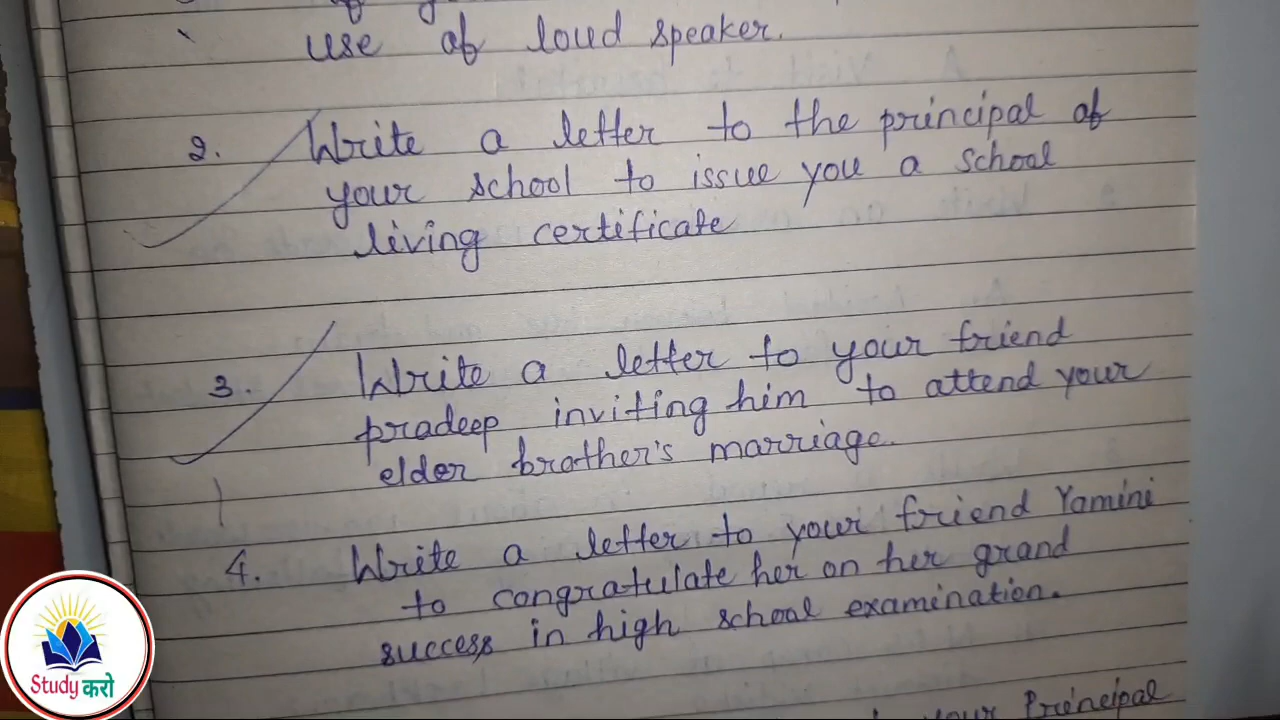 use of loud speaker.
2. Write a letter to the principal of
your school to issue you a school
living certificate
3. Write a letter to your friend
pradeep inviting him to attend your
elder brother's marriage.
4. Write a letter to your friend Yamini
to congratulate her on her grand
success in high school examination.
your Principal
Study करो